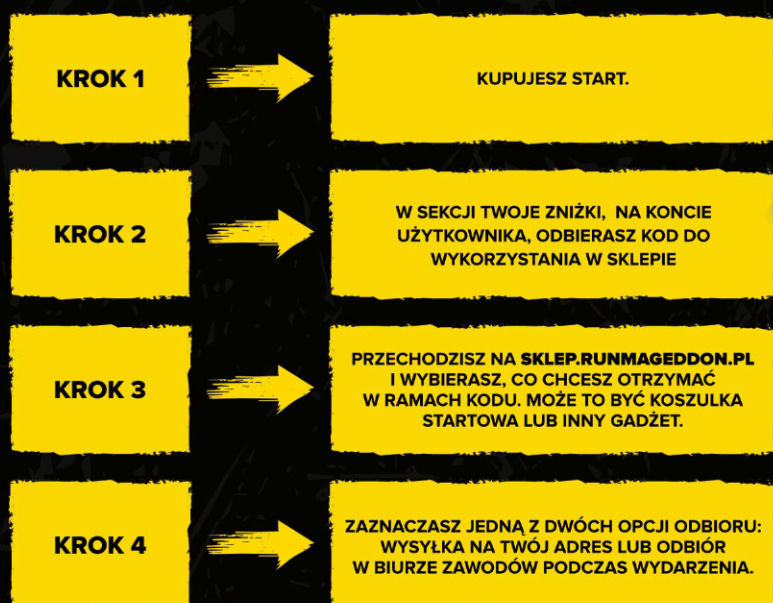 KROK 1
KUPUJESZ START.
KROK 2
W SEKCJI TWOJE ZNIŻKI, NA KONCIE
UŻYTKOWNIKA, ODBIERASZ KOD DO
WYKORZYSTANIA W SKLEPIE
KROK 3
PRZECHODZISZ NA SKLEP.RUNMAGEDDON.PL
I WYBIERASZ, CO CHCESZ OTRZYMAĆ
W RAMACH KODU. MOŻE TO BYĆ KOSZULKA
STARTOWA LUB INNY GADŻET.
KROK 4
ZAZNACZASZ JEDNĄ Z DWÓCH OPCJI ODBIORU:
WYSYŁKA NA TWÓJ ADRES LUB ODBIÓR
W BIURZE ZAWODÓW PODCZAS WYDARZENIA.